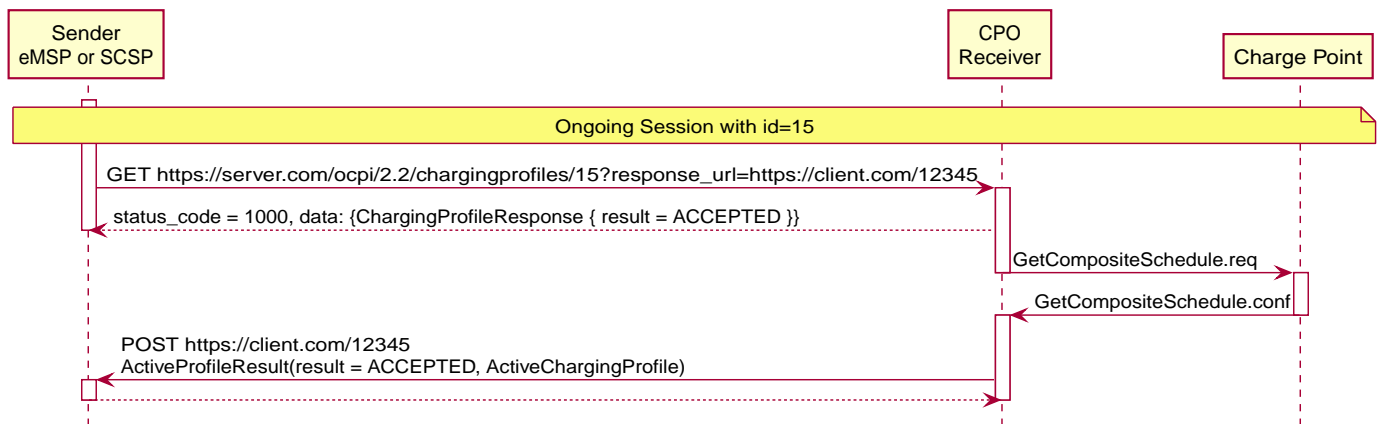 Sender
eMSP or SCSP
CPO
Receiver
Charge Point
Ongoing Session with id=15
GET https://server.com/ocpi/2.2/chargingprofiles/15?response_url=https://client.com/12345
status_code = 1000, data: {ChargingProfileResponse { result = ACCEPTED }}
GetCompositeSchedule.req
GetCompositeSchedule.conf
POST https://client.com/12345
ActiveProfileResult(result = ACCEPTED, ActiveChargingProfile)